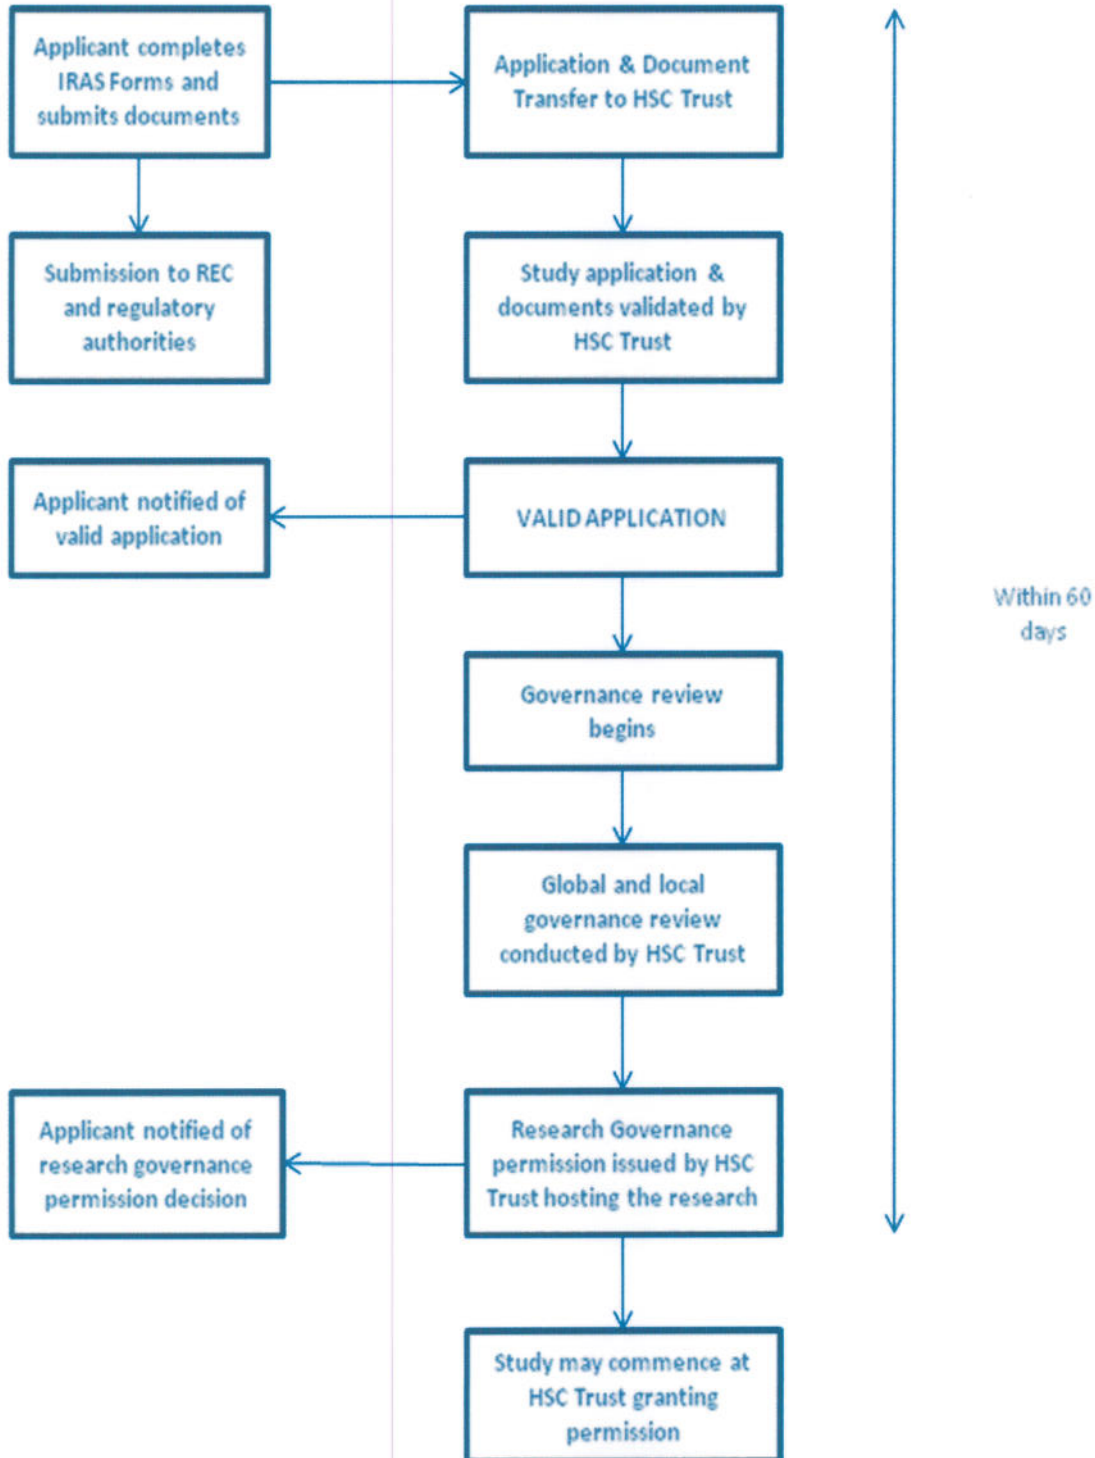 Applicant completes
IRAS Forms and
submits documents
Application & Document
Transfer to HSC Trust
Submission to REC
and regulatory
authorities
Study application &
documents validated by
HSC Trust
Applicant notified of
valid application
VALID APPLICATION
Within 60
days
Governance review
begins
Global and local
governance review
conducted by HSC Trust
Applicant notified of
research governance
permission decision
Research Governance
permission issued by HSC
Trust hosting the research
Study may commence at
HSC Trust granting
permission